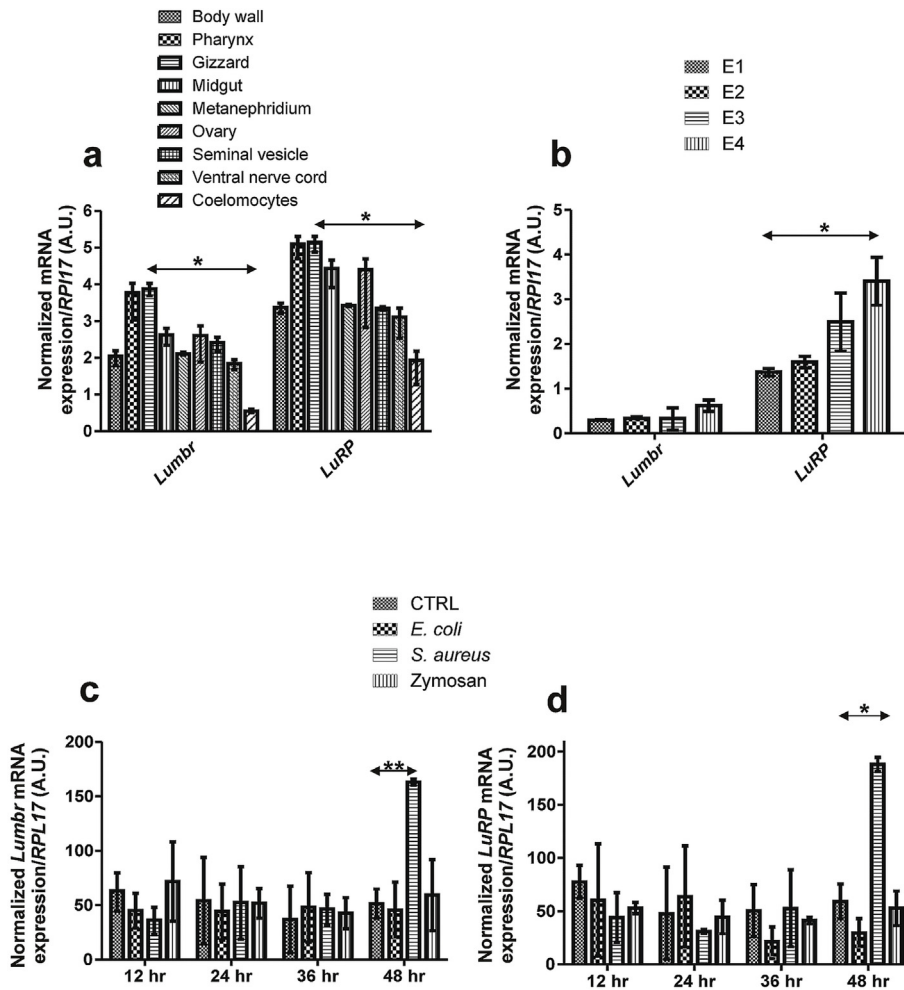 Body wall
Pharynx
Gizzard
Midgut
Metanephridium
Ovary
Seminal vesicle
Ventral nerve cord
Coelomocytes
a
Normalized mRNA
expression/RPl17 (A.U.)
6
5
4
3
2
1
0
*
*
Lumbr
LuRP
E1
E2
E3
E4
b
Normalized mRNA
expression/RPl17 (A.U.)
5
4
3
2
1
0
*
Lumbr
LuRP
CTRL
E. coli
S. aureus
Zymosan
c
Normalized Lumbr mRNA
expression/RPL17 (A.U.)
200
150
100
50
0
**
12 hr
24 hr
36 hr
48 hr
d
Normalized LuRP mRNA
expression/RPL17 (A.U.)
200
150
100
50
0
*
12 hr
24 hr
36 hr
48 hr